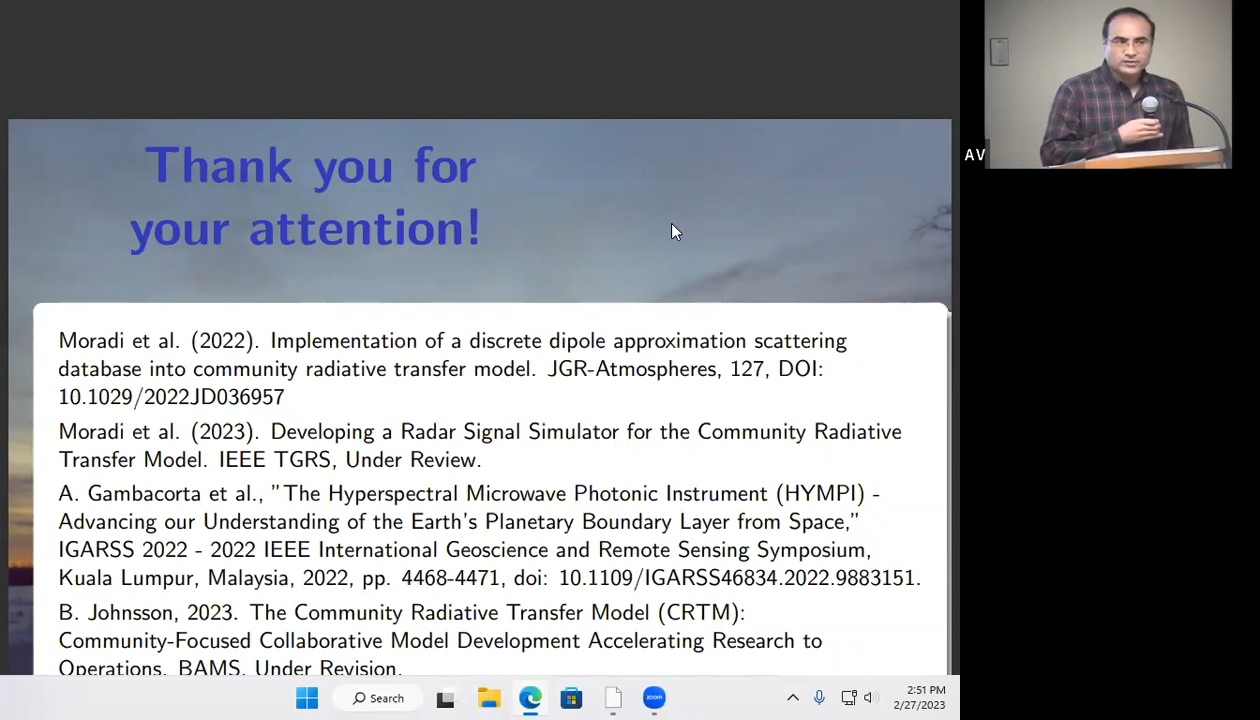 AV
Thank you for
your attention!
Moradi et al. (2022). Implementation of a discrete dipole approximation scattering
database into community radiative transfer model. JGR-Atmospheres, 127, DOI:
10.1029/2022JD036957
Moradi et al. (2023). Developing a Radar Signal Simulator for the Community Radiative
Transfer Model. IEEE TGRS, Under Review.
A. Gambacorta et al., "The Hyperspectral Microwave Photonic Instrument (HYMPI) -
Advancing our Understanding of the Earth's Planetary Boundary Layer from Space,"
IGARSS 2022 - 2022 IEEE International Geoscience and Remote Sensing Symposium,
Kuala Lumpur, Malaysia, 2022, pp. 4468-4471, doi: 10.1109/IGARSS46834.2022.9883151.
B. Johnsson, 2023. The Community Radiative Transfer Model (CRTM):
Community-Focused Collaborative Model Development Accelerating Research to
Operations. BAMS. Under Revision.
Search
zoom
2:51 PM
2/27/2023